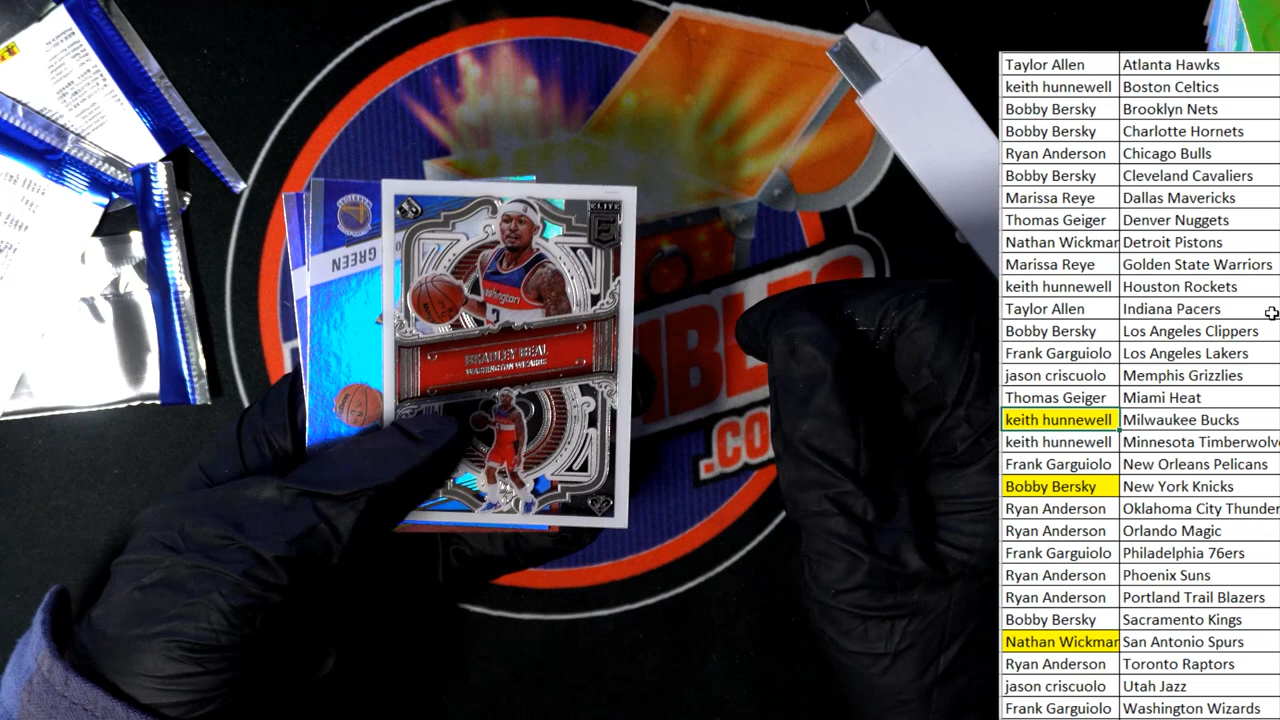 GREEN
ELITE
E
Washington
BRADLEY BEAL
WASHINGTON WIZARDS
.CO
Taylor Allen Atlanta Hawks
keith hunnewell Boston Celtics
Bobby Bersky Brooklyn Nets
Bobby Bersky Charlotte Hornets
Ryan Anderson Chicago Bulls
Bobby Bersky Cleveland Cavaliers
Marissa Reye Dallas Mavericks
Thomas Geiger Denver Nuggets
Nathan Wickmar Detroit Pistons
Marissa Reye Golden State Warriors
keith hunnewell Houston Rockets
Taylor Allen Indiana Pacers
Bobby Bersky Los Angeles Clippers
Frank Garguiolo Los Angeles Lakers
jason criscuolo Memphis Grizzlies
Thomas Geiger Miami Heat
keith hunnewell Milwaukee Bucks
keith hunnewell Minnesota Timberwolve
Frank Garguiolo New Orleans Pelicans
Bobby Bersky New York Knicks
Ryan Anderson Oklahoma City Thunder
Ryan Anderson Orlando Magic
Frank Garguiolo Philadelphia 76ers
Ryan Anderson Phoenix Suns
Ryan Anderson Portland Trail Blazers
Bobby Bersky Sacramento Kings
Nathan Wickmar San Antonio Spurs
Ryan Anderson Toronto Raptors
jason criscuolo Utah Jazz
Frank Garguiolo Washington Wizards